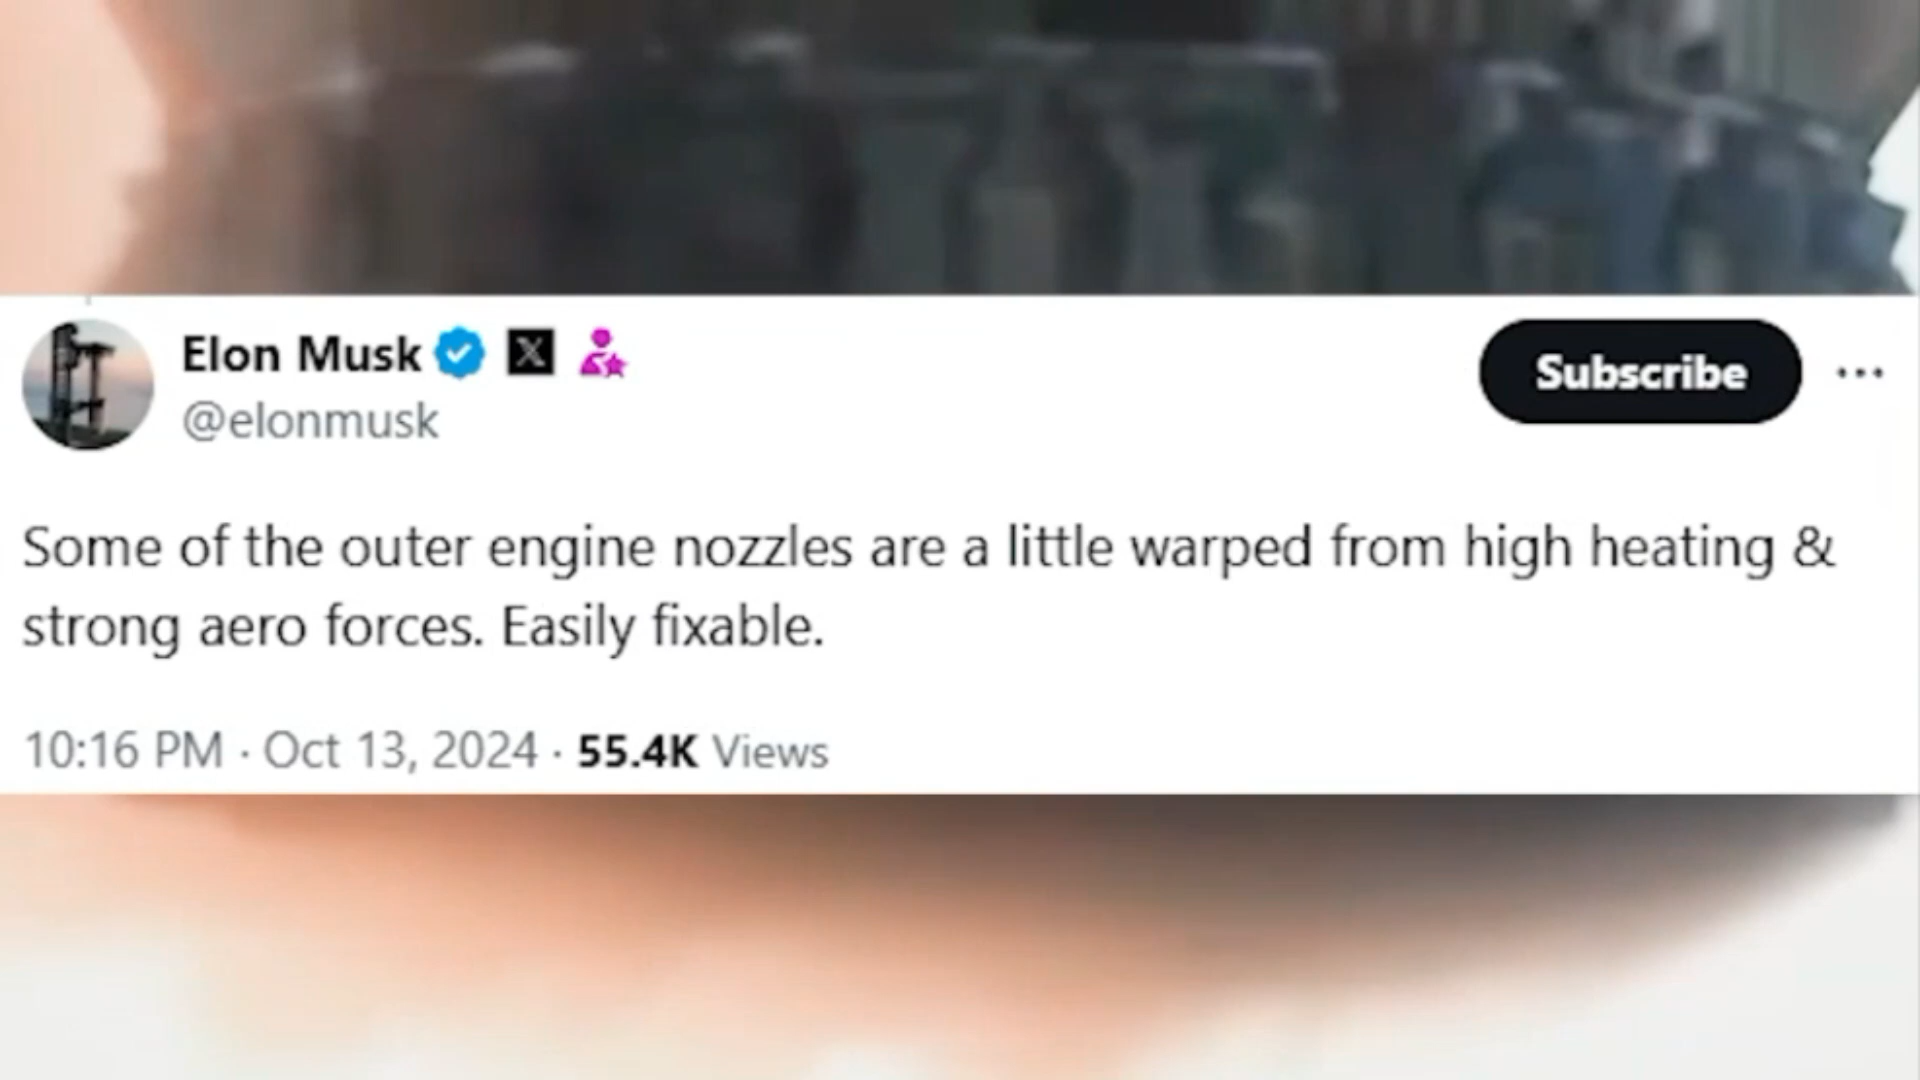 Elon Musk
@elonmusk
Subscribe
Some of the outer engine nozzles are a little warped from high heating &
strong aero forces. Easily fixable.
10:16 PM · Oct 13, 2024 · 55.4K Views